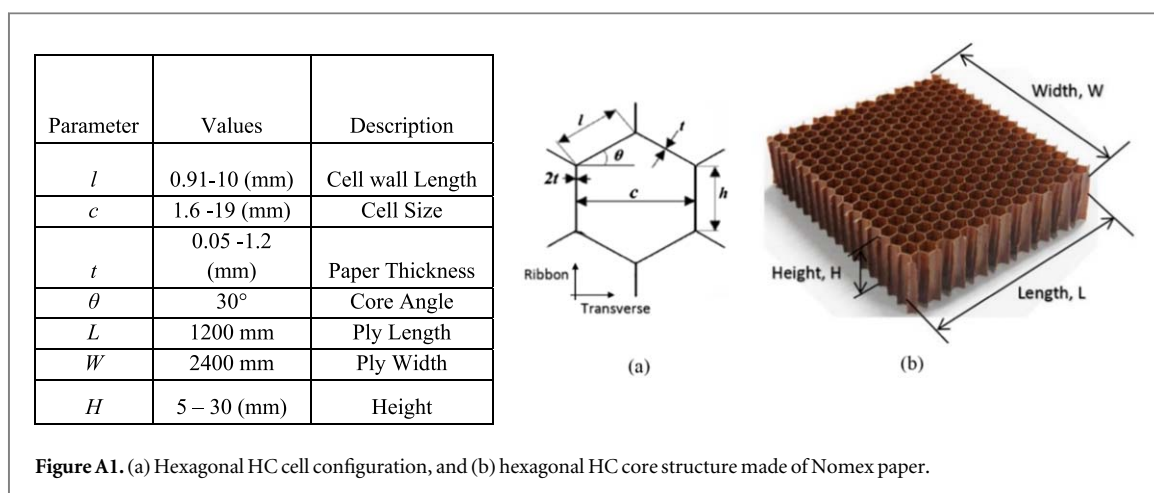 Parameter Values Description
l 0.91-10 (mm) Cell wall Length
c 1.6 -19 (mm) Cell Size
t 0.05 -1.2 (mm) Paper Thickness
θ 30° Core Angle
L 1200 mm Ply Length
W 2400 mm Ply Width
H 5 – 30 (mm) Height
l
t
θ
2t
c
h
Ribbon
Transverse
(a)
Width, W
Height, H
Length, L
(b)
Figure A1. (a) Hexagonal HC cell configuration, and (b) hexagonal HC core structure made of Nomex paper.